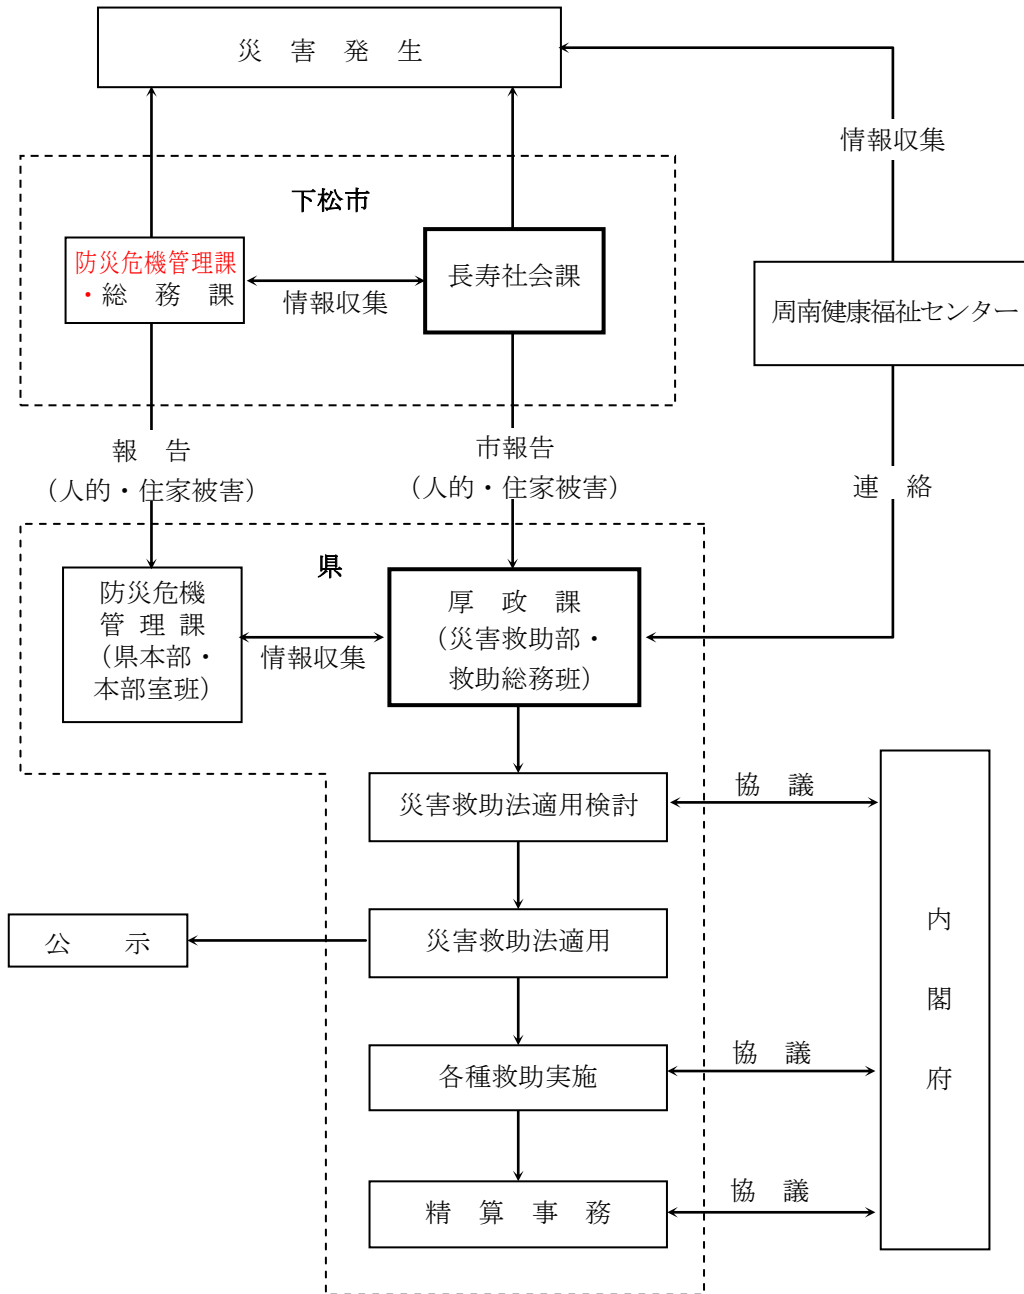 災　害　発　生
情報収集
下松市
防災危機管理課
・総　務　課
情報収集
長寿社会課
周南健康福祉センター
報　告
（人的・住家被害）
市報告
（人的・住家被害）
連　絡
県
防災危機
管 理 課
（県本部・
本部室班）
情報収集
厚　政　課
（災害救助部・
救助総務班）
災害救助法適用検討
協　議
公　　示
災害救助法適用
内
閣
府
各種救助実施
協　議
精　算　事　務
協　議